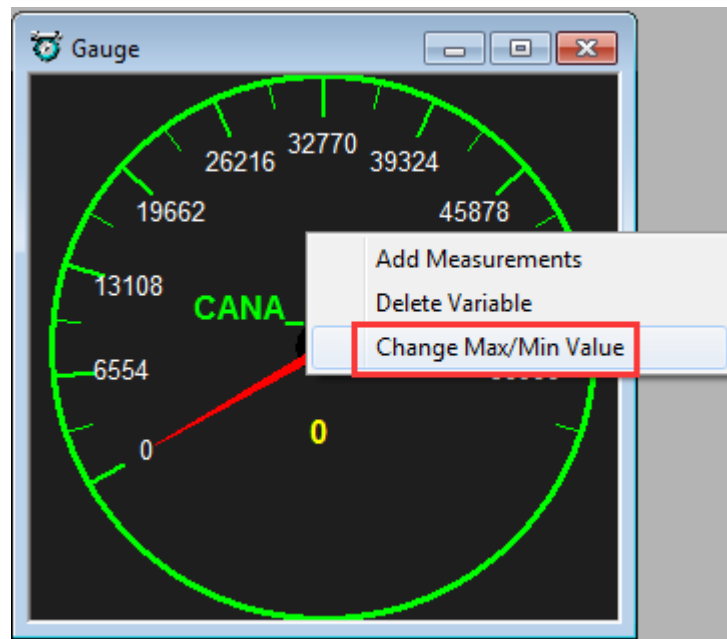 Gauge
32770
26216
39324
19662
45878
Add Measurements
13108
Delete Variable
CANA_
Change Max/Min Value
6554
0
0